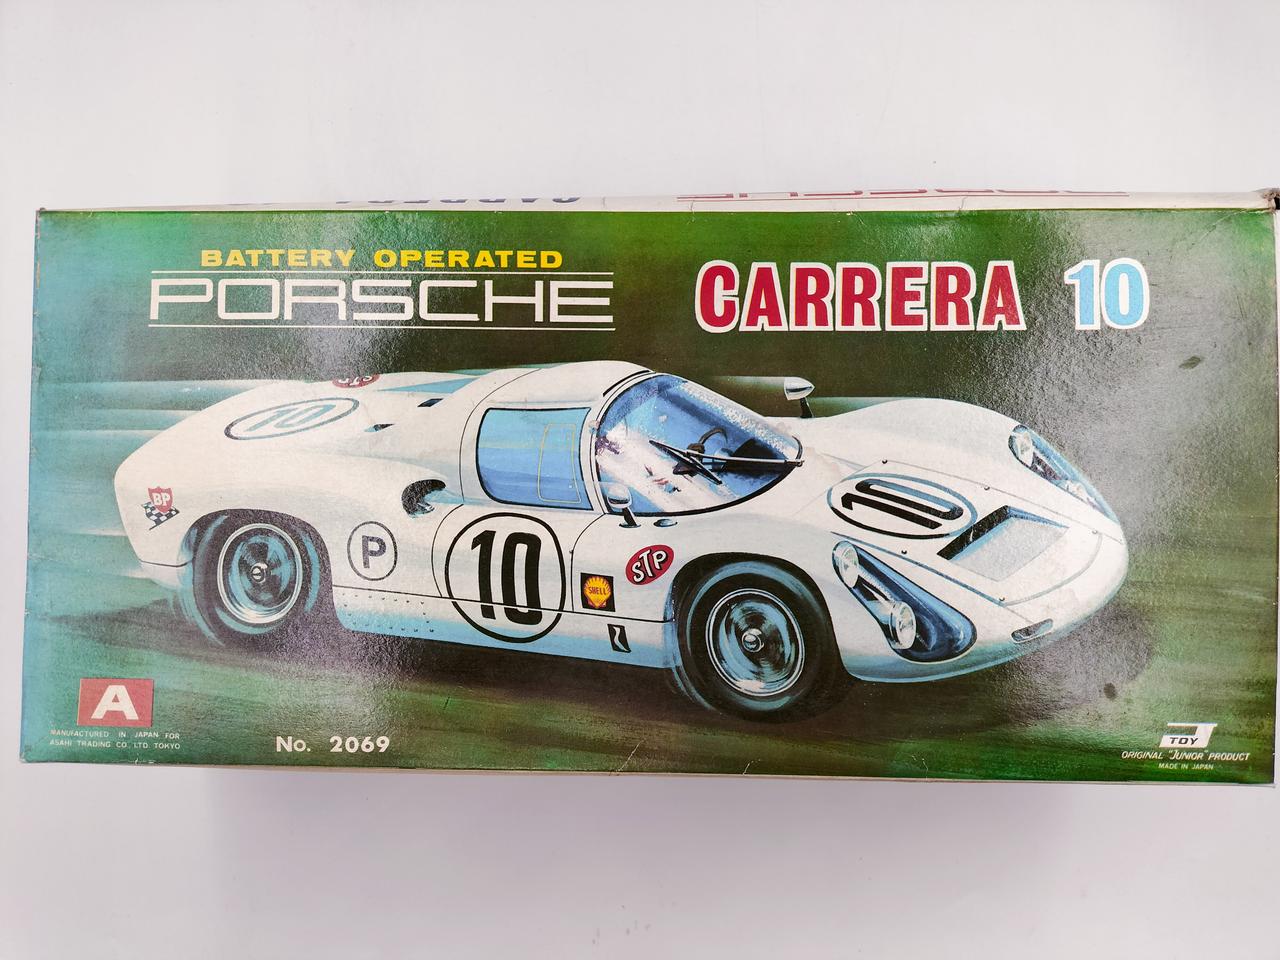 BATTERY OPERATED
PORSCHE
CARRERA 10
STP
10
BP
P
10
10
SHELL
STP
A
MANUFACTURED IN JAPAN FOR
ASAHI TRADING CO., LTD. TOKYO
No. 2069
J
TOY
ORIGINAL "JUNIOR" PRODUCT
MADE IN JAPAN